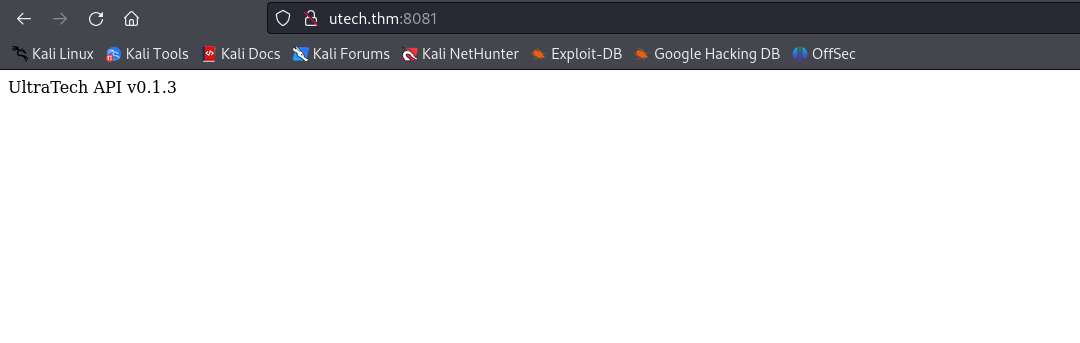 utech.thm:8081
Kali Linux Kali Tools Kali Docs Kali Forums Kali NetHunter Exploit-DB Google Hacking DB OffSec
UltraTech API v0.1.3